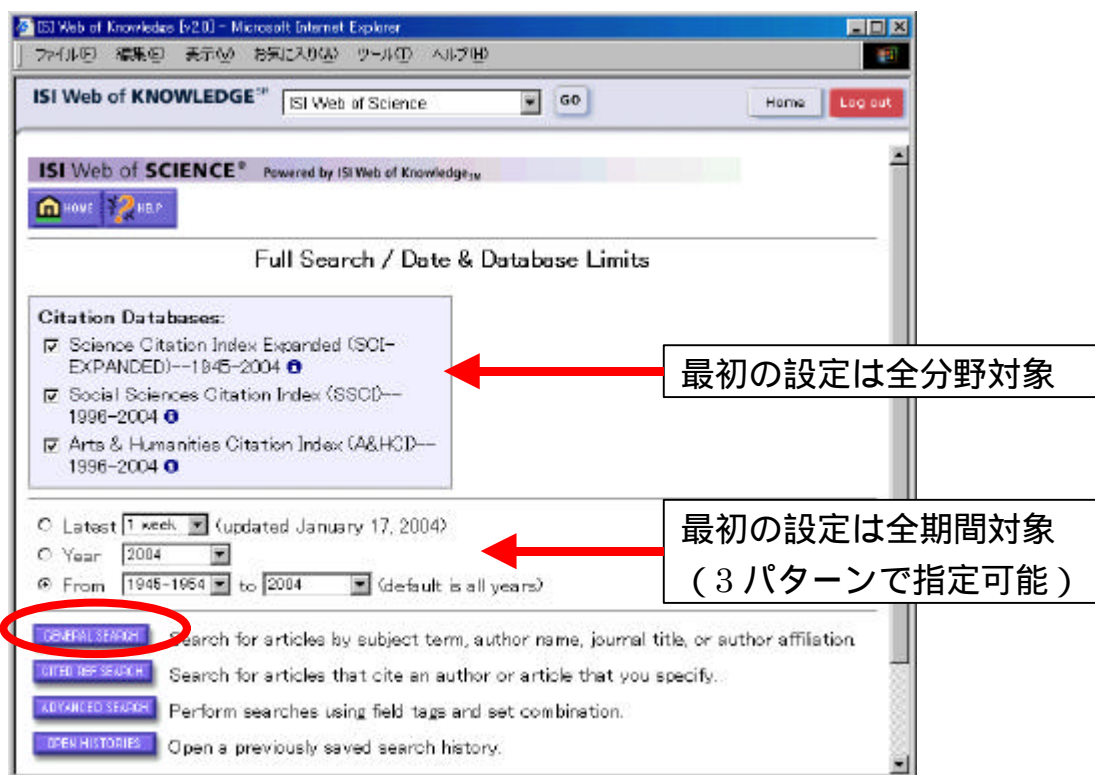 ISI Web of Knowledge [v2.0] - Microsoft Internet Explorer
ファイル(F) 編集(E) 表示(V) お気に入り(A) ツール(T) ヘルプ(H)
ISI Web of KNOWLEDGE SM ISI Web of Science GO Home Log out
ISI Web of SCIENCE® Powered by ISI Web of Knowledge TM
HOME HELP
Full Search / Date & Database Limits
Citation Databases:
Science Citation Index Expanded (SCI-
EXPANDED)--1945-2004
Social Sciences Citation Index (SSCI)--
1996-2004
Arts & Humanities Citation Index (A&HCI)--
1996-2004
最初の設定は全分野対象
Latest 1 week (updated January 17, 2004)
Year 2004
From 1945-1954 to 2004 (default is all years)
最初の設定は全期間対象
(3パターンで指定可能)
GENERAL SEARCH Search for articles by subject term, author name, journal title, or author affiliation.
CITED REF SEARCH Search for articles that cite an author or article that you specify.
ADVANCED SEARCH Perform searches using field tags and set combination.
OPEN HISTORIES Open a previously saved search history.